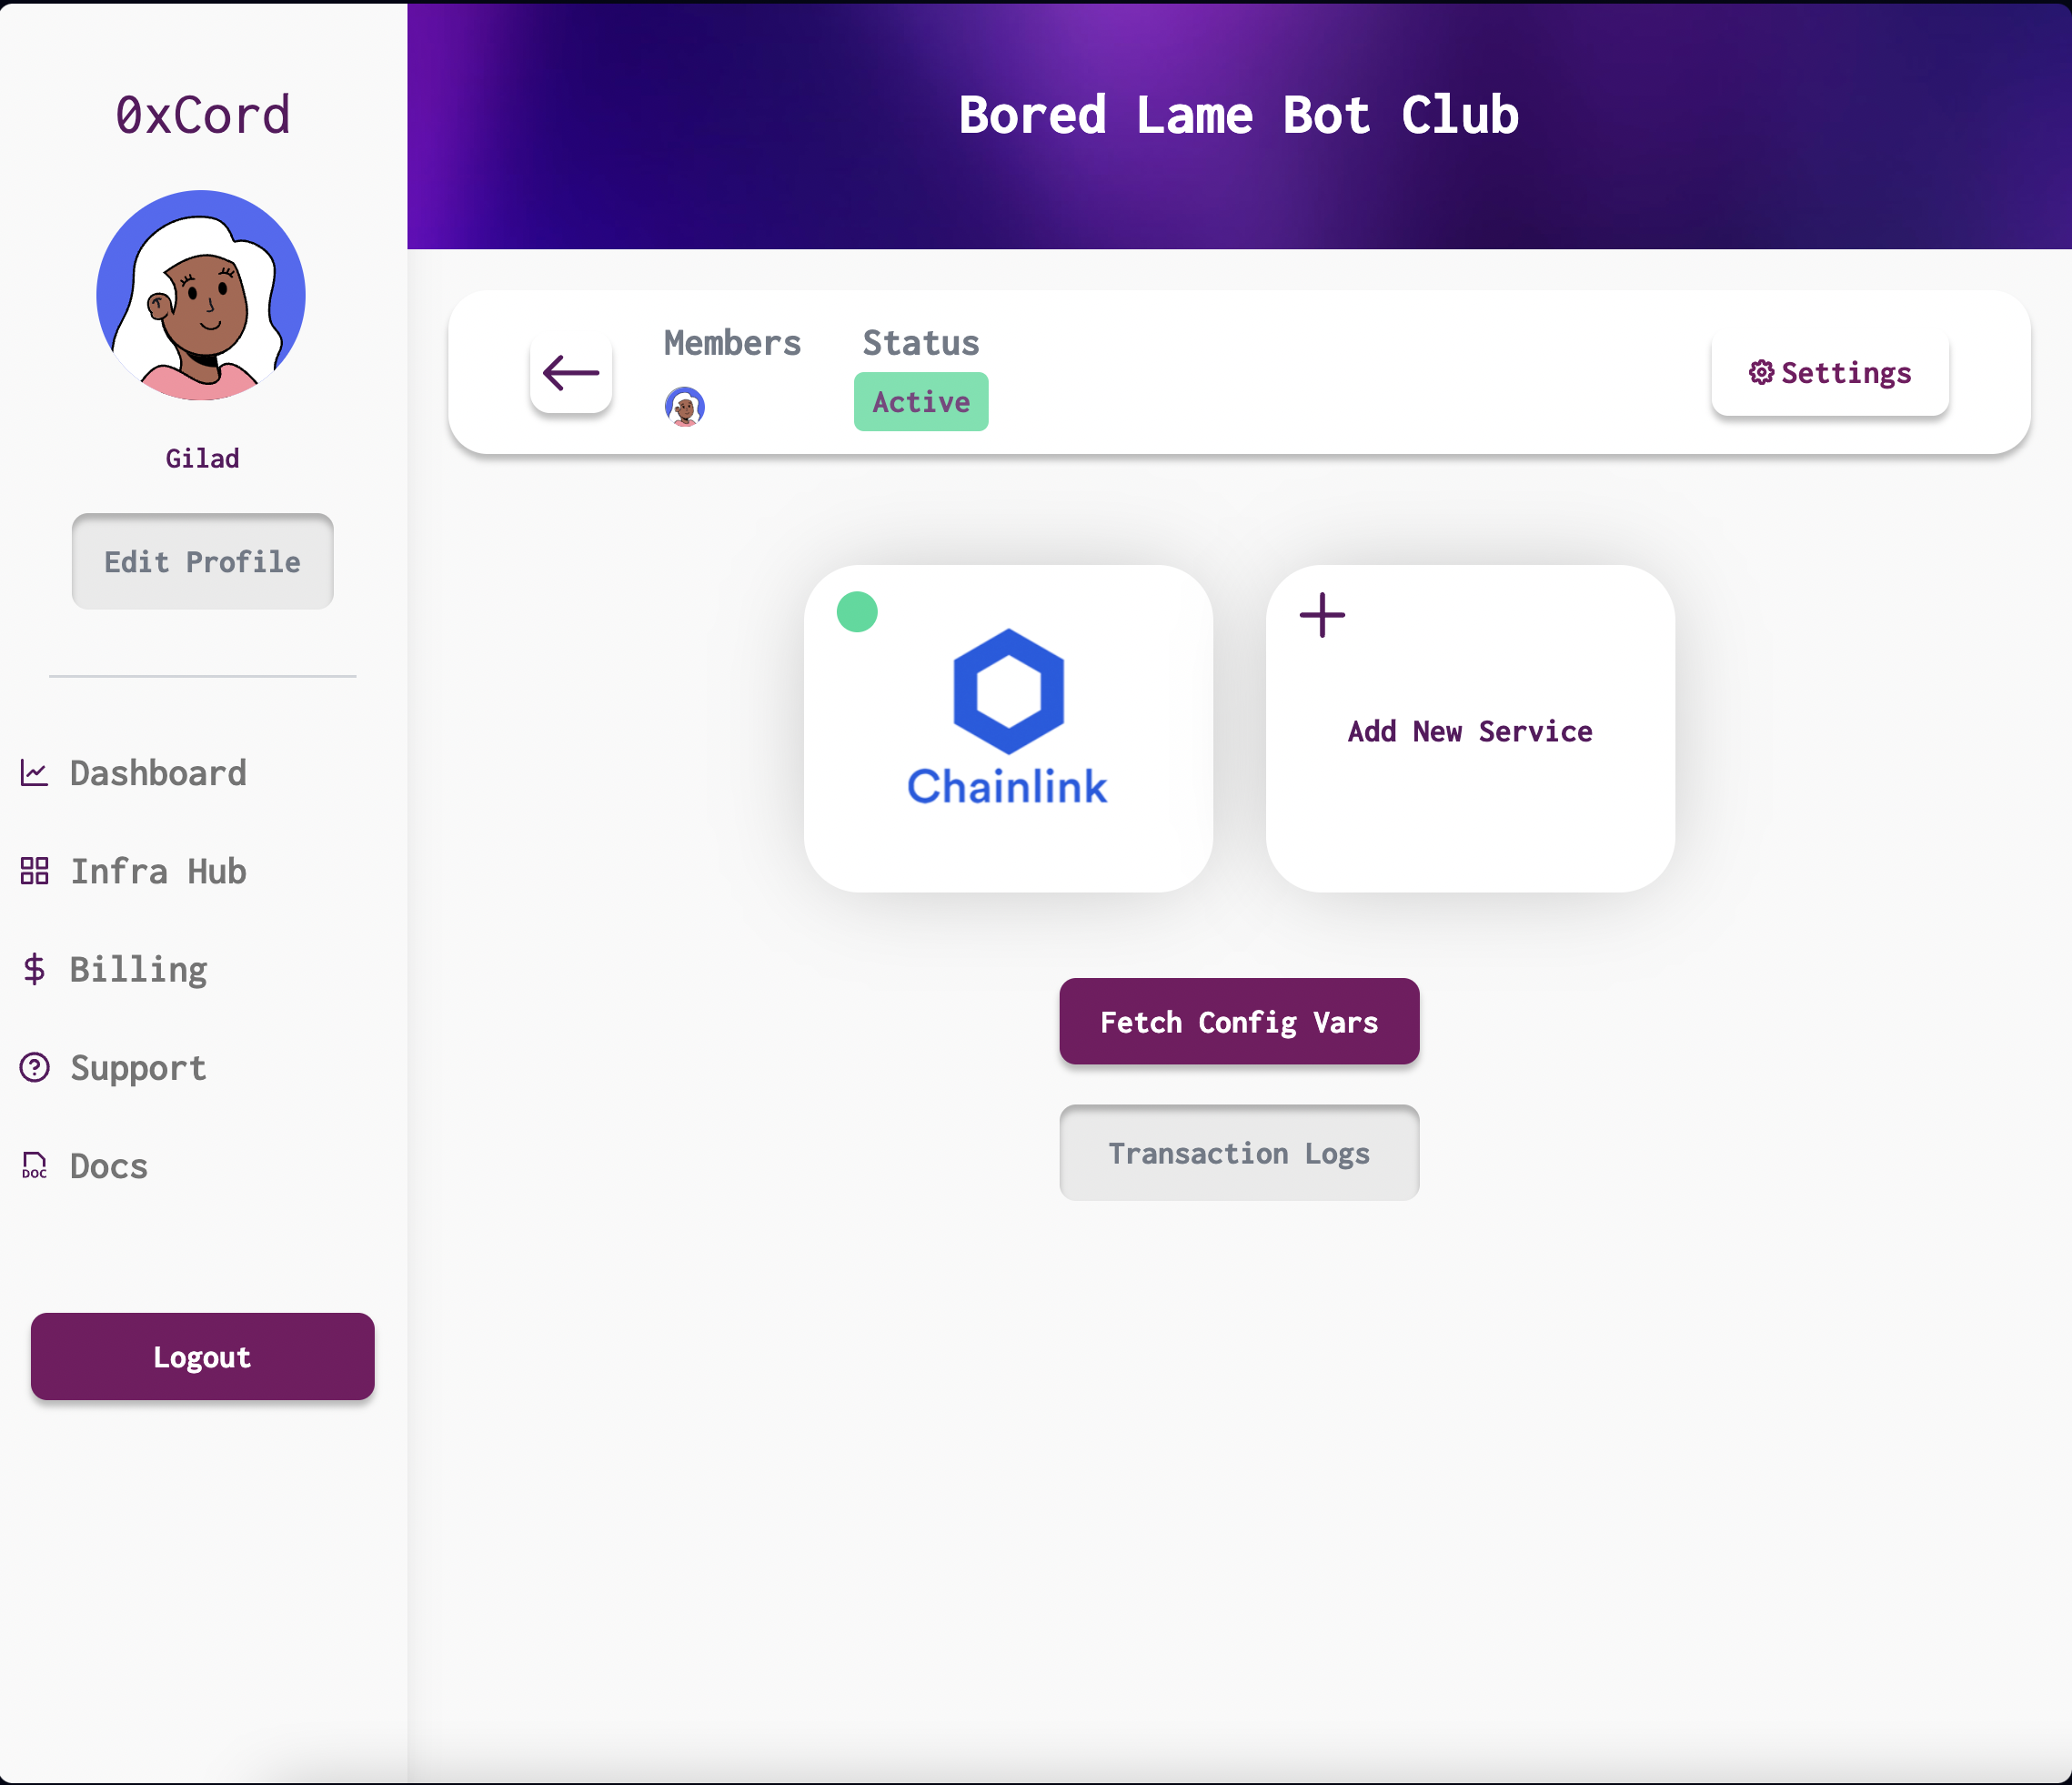 0xCord
Gilad
Edit Profile
Dashboard
Infra Hub
Billing
Support
DOC Docs
Logout
Bored Lame Bot Club
Members
Status
Active
Settings
Chainlink
Add New Service
Fetch Config Vars
Transaction Logs